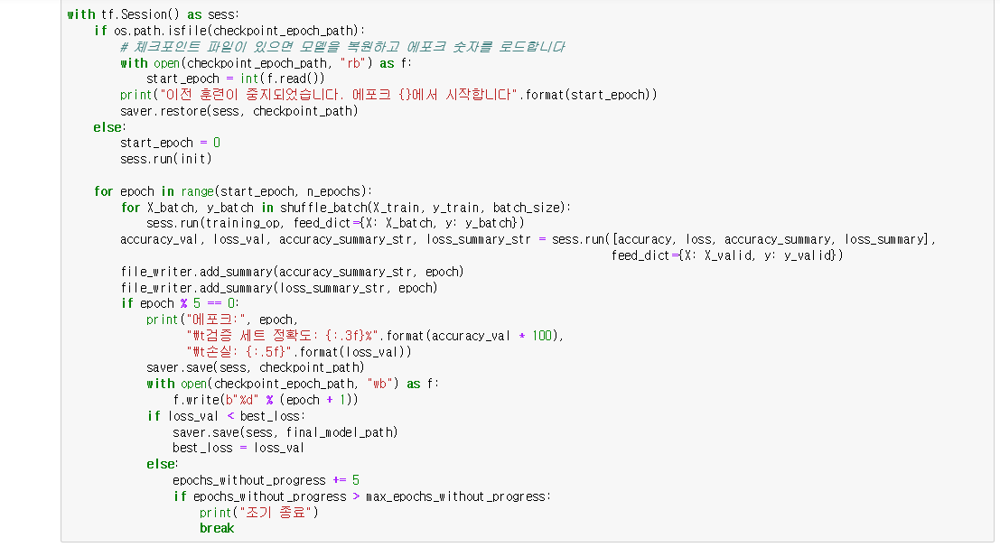 with tf.Session() as sess:
    if os.path.isfile(checkpoint_epoch_path):
        # 체크포인트 파일이 있으면 모델을 복원하고 에포크 숫자를 로드합니다
        with open(checkpoint_epoch_path, "rb") as f:
            start_epoch = int(f.read())
        print("이전 훈련이 중지되었습니다. 에포크 {}에서 시작합니다".format(start_epoch))
        saver.restore(sess, checkpoint_path)
    else:
        start_epoch = 0
        sess.run(init)

    for epoch in range(start_epoch, n_epochs):
        for X_batch, y_batch in shuffle_batch(X_train, y_train, batch_size):
            sess.run(training_op, feed_dict={X: X_batch, y: y_batch})
        accuracy_val, loss_val, accuracy_summary_str, loss_summary_str = sess.run([accuracy, loss, accuracy_summary, loss_summary],
                                                                                  feed_dict={X: X_valid, y: y_valid})
        file_writer.add_summary(accuracy_summary_str, epoch)
        file_writer.add_summary(loss_summary_str, epoch)
        if epoch % 5 == 0:
            print("에포크:", epoch,
                  "₩t검증 세트 정확도: {:.3f}%".format(accuracy_val * 100),
                  "₩t손실: {:.5f}".format(loss_val))
            saver.save(sess, checkpoint_path)
            with open(checkpoint_epoch_path, "wb") as f:
                f.write(b"%d" % (epoch + 1))
            if loss_val < best_loss:
                saver.save(sess, final_model_path)
                best_loss = loss_val
            else:
                epochs_without_progress += 5
                if epochs_without_progress > max_epochs_without_progress:
                    print("조기 종료")
                    break